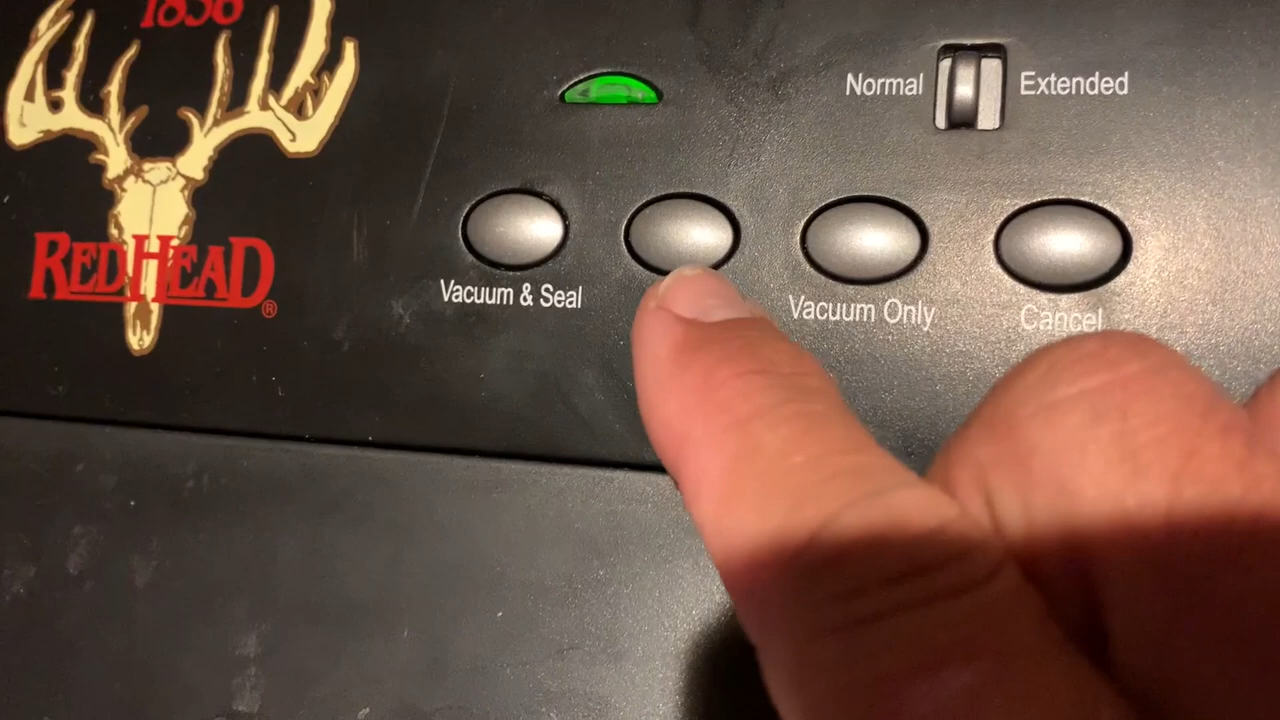 1856
REDHEAD®
Normal
Extended
Vacuum & Seal
Vacuum Only
Cancel